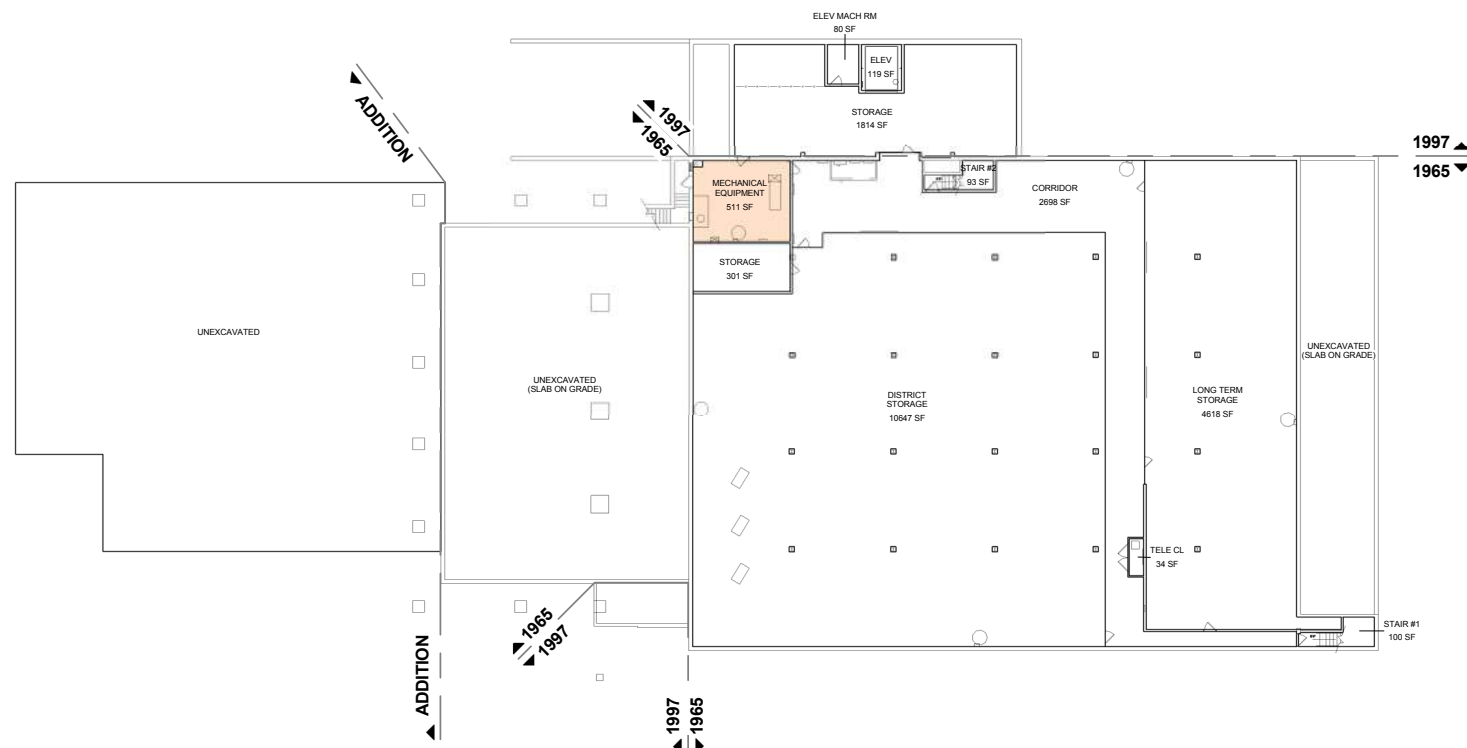 ELEV MACH RM
80 SF
ELEV
119 SF
STORAGE
1814 SF
ADDITION
1997
1965
1997
1965
STAIR #2
93 SF
MECHANICAL
EQUIPMENT
511 SF
CORRIDOR
2698 SF
STORAGE
301 SF
UNEXCAVATED
UNEXCAVATED
(SLAB ON GRADE)
UNEXCAVATED
(SLAB ON GRADE)
DISTRICT
STORAGE
10647 SF
LONG TERM
STORAGE
4618 SF
TELE CL
34 SF
STAIR #1
100 SF
1965
1997
ADDITION
1997
1965